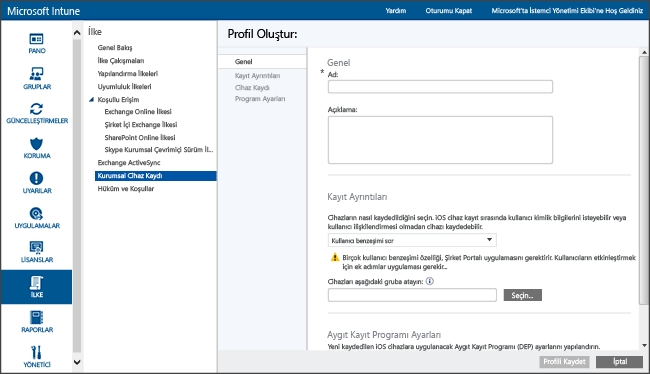 Microsoft Intune
Yardım
Oturumu Kapat
Microsoft'ta İstemci Yönetimi Ekibi'ne Hoş Geldiniz
PANO
GRUPLAR
GÜNCELLEŞTİRMELER
KORUMA
UYARILAR
UYGULAMALAR
LİSANSLAR
İLKE
RAPORLAR
YÖNETİCİ
İlke
Genel Bakış
İlke Çakışmaları
Yapılandırma İlkeleri
Uyumluluk İlkeleri
Koşullu Erişim
Exchange Online İlkesi
Şirket İçi Exchange İlkesi
SharePoint Online İlkesi
Skype Kurumsal Çevrimiçi Sürüm İl...
Exchange ActiveSync
Kurumsal Cihaz Kaydı
Hüküm ve Koşullar
Profil Oluştur:
Genel
Kayıt Ayrıntıları
Cihaz Kaydı
Program Ayarları
Genel
* Ad:
Açıklama:
Kayıt Ayrıntıları
Cihazların nasıl kaydedildiğini seçin. iOS cihaz kayıt sırasında kullanıcı kimlik bilgilerini isteyebilir veya
kullanıcı ilişkilendirmesi olmadan cihazı kaydedebilir.
Kullanıcı benzeşimi sor
Birçok kullanıcı benzeşimi özelliği, Şirket Portalı uygulamasını gerektirir. Kullanıcıların etkinleştirmek
için ek adımlar uygulaması gerekir...
Cihazları aşağıdaki gruba atayın:
Seçin...
Aygıt Kayıt Programı Ayarları
Yeni kaydedilen iOS cihazlara uygulanacak Aygıt Kayıt Programı (DEP) ayarlarını yapılandırın.
Profili Kaydet
İptal